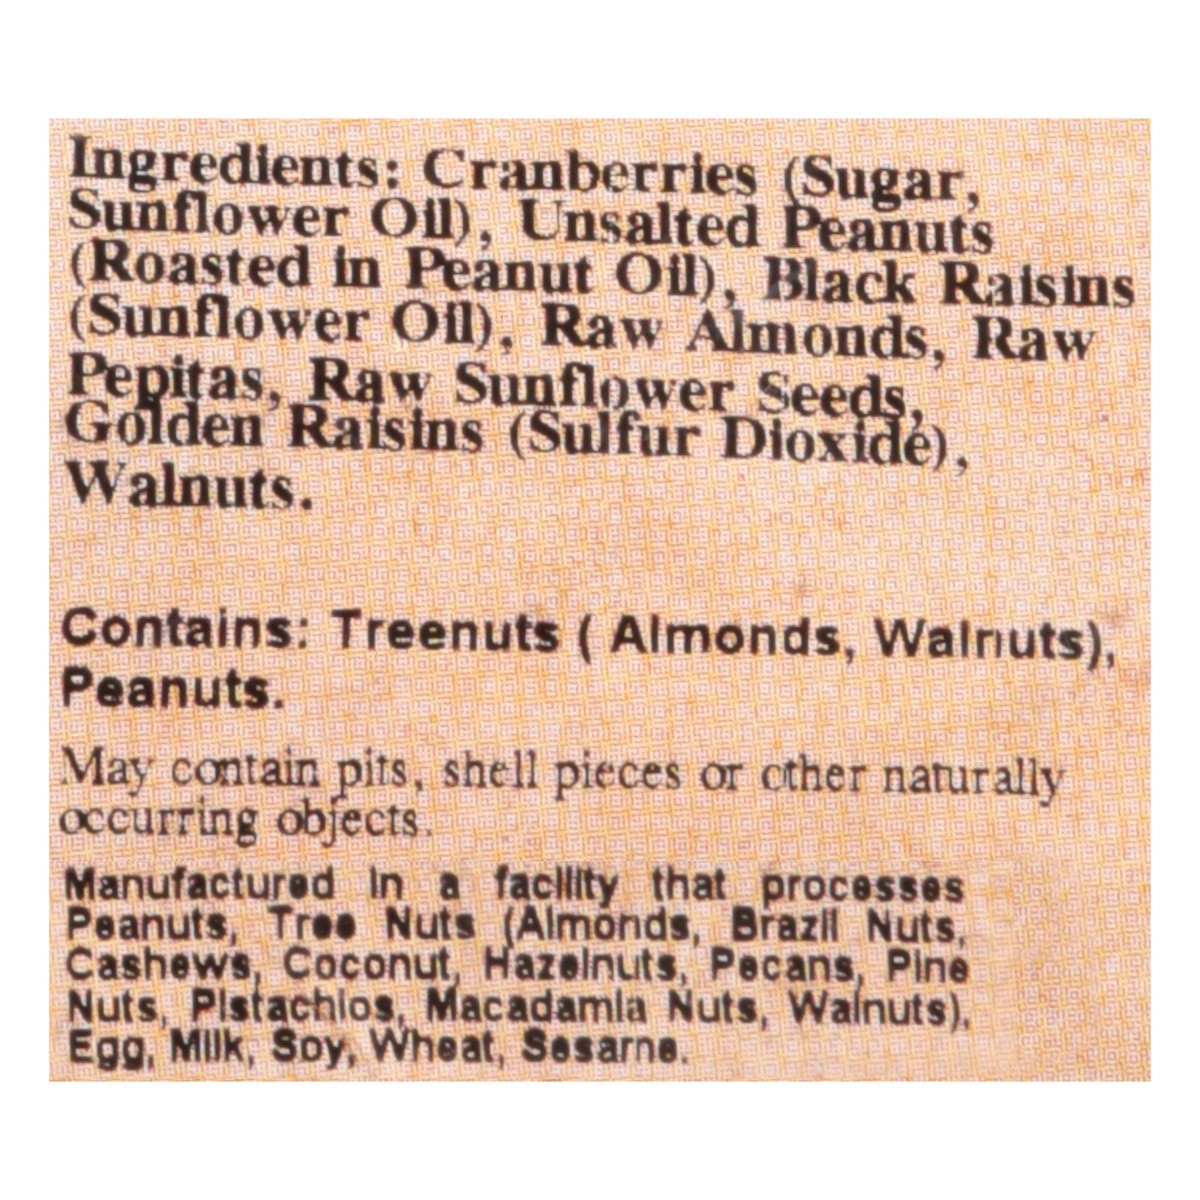 Ingredients: Cranberries (Sugar,
Sunflower Oil), Unsalted Peanuts
(Roasted in Peanut Oil), Black Raisins
(Sunflower Oil), Raw Almonds, Raw
Pepitas, Raw Sunflower Seeds,
Golden Raisins (Sulfur Dioxide),
Walnuts.
Contains: Treenuts ( Almonds, Walnuts),
Peanuts.
May contain pits, shell pieces or other naturally
occurring objects.
Manufactured in a facility that processes
Peanuts, Tree Nuts (Almonds, Brazil Nuts,
Cashews, Coconut, Hazelnuts, Pecans, Pine
Nuts, Pistachios, Macadamia Nuts, Walnuts),
Egg, Milk, Soy, Wheat, Sesame.